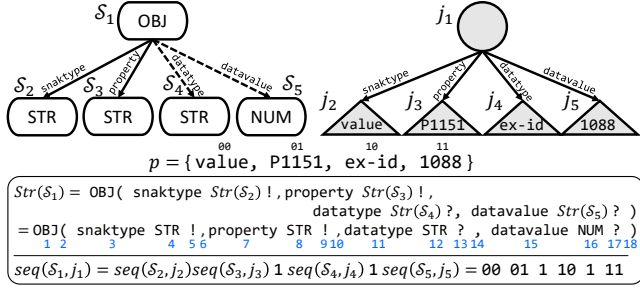 𝒮₁ OBJ j₁
snaktype property datatype datavalue snaktype property datatype datavalue
𝒮₂ 𝒮₃ 𝒮₄ 𝒮₅ j₂ j₃ j₄ j₅
STR STR STR NUM value P1151 ex-id 1088
00 01 10 11
p = { value, P1151, ex-id, 1088 }
Str(𝒮₁) = OBJ( snaktype Str(𝒮₂) ! ,property Str(𝒮₃) ! ,
datatype Str(𝒮₄) ?, datavalue Str(𝒮₅) ? )
= OBJ( snaktype STR ! ,property STR ! ,datatype STR ? , datavalue NUM ? )
1 2 3 4 5 6 7 8 9 10 11 12 13 14 15 16 17 18
seq(𝒮₁, j₁) = seq(𝒮₂, j₂)seq(𝒮₃, j₃) 1 seq(𝒮₄, j₄) 1 seq(𝒮₅, j₅) = 00 01 1 10 1 11